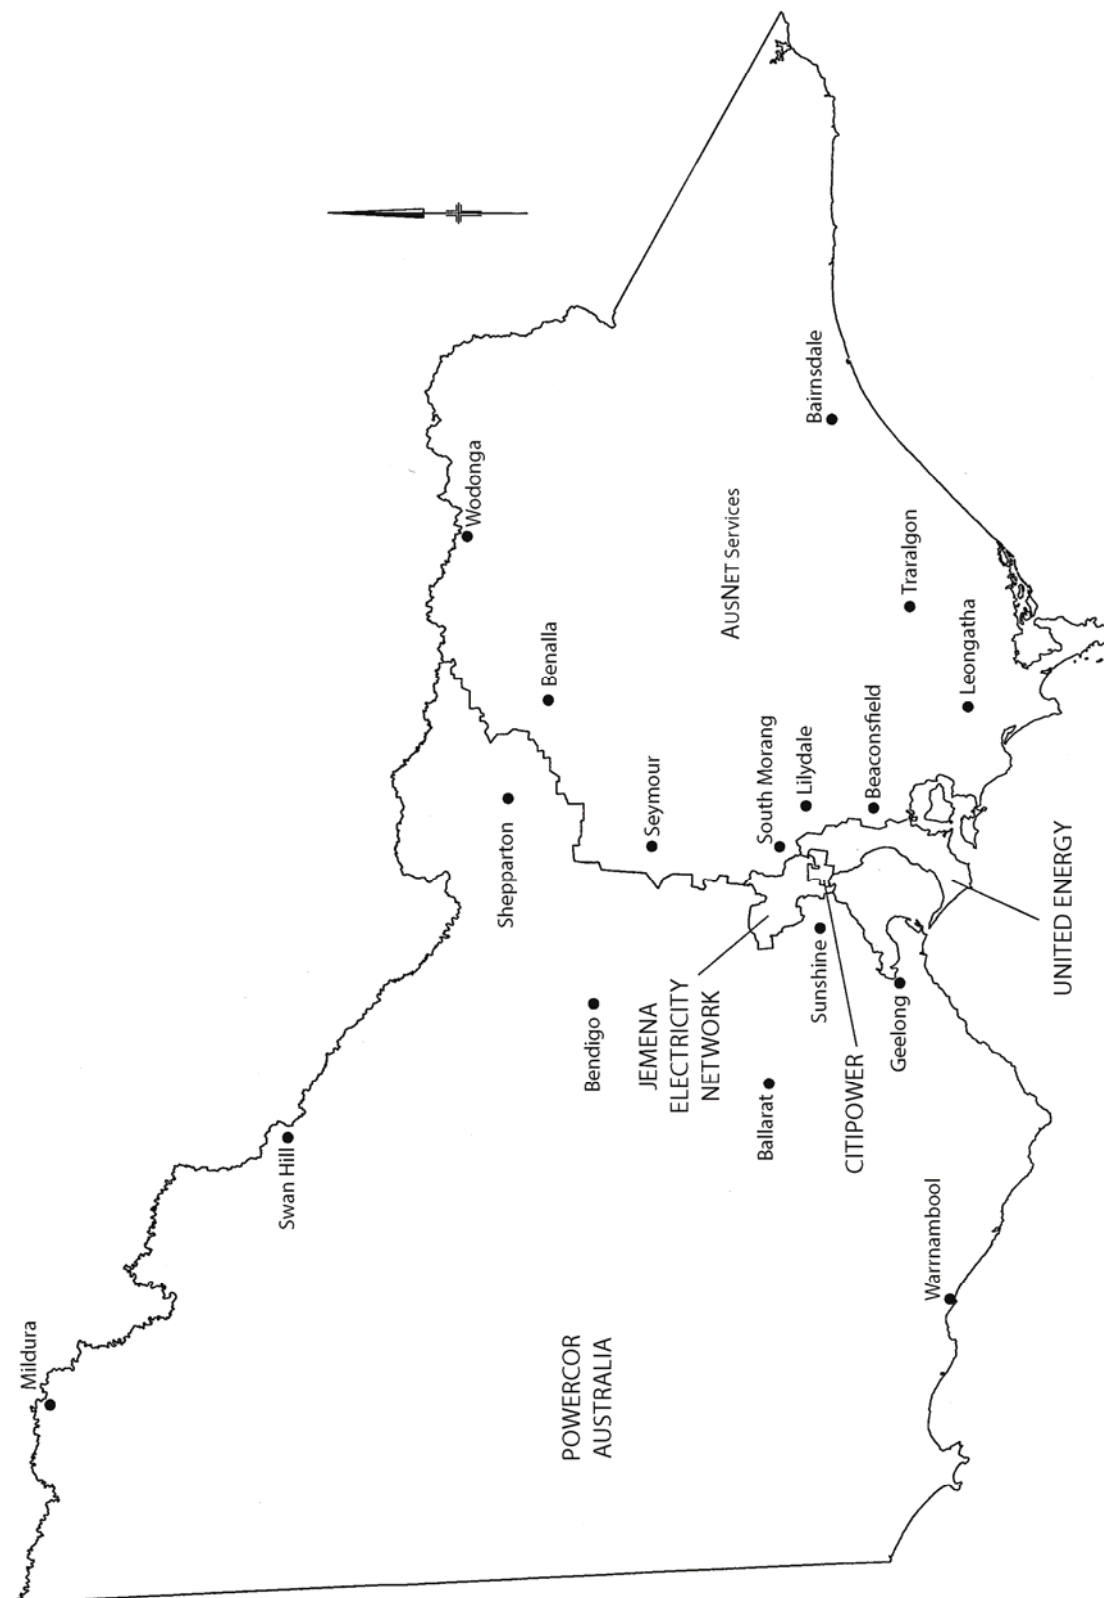 Mildura
Swan Hill
Wodonga
Benalla
Shepparton
Bendigo
Seymour
POWERCOR
AUSTRALIA
JEMENA
ELECTRICITY
NETWORK
AUSNET Services
Ballarat
South Morang
Lilydale
Sunshine
Bairnsdale
CITIPOWER
Beaconsfield
Geelong
Traralgon
Warrnambool
Leongatha
UNITED ENERGY